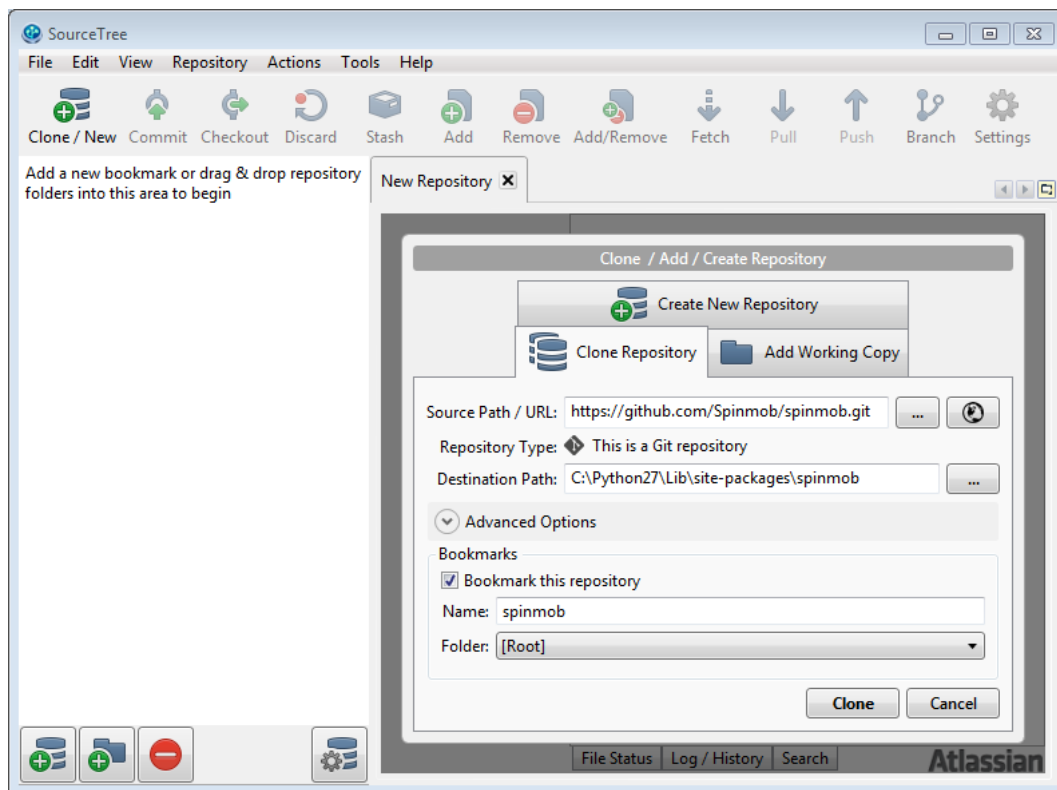 SourceTree
File Edit View Repository Actions Tools Help
Clone / New Commit Checkout Discard Stash Add Remove Add/Remove Fetch Pull Push Branch Settings
Add a new bookmark or drag & drop repository
folders into this area to begin
New Repository
Clone / Add / Create Repository
Create New Repository
Clone Repository Add Working Copy
Source Path / URL: https://github.com/Spinmob/spinmob.git ...
Repository Type: This is a Git repository
Destination Path: C:\Python27\Lib\site-packages\spinmob ...
Advanced Options
Bookmarks
Bookmark this repository
Name: spinmob
Folder: [Root]
Clone Cancel
File Status Log / History Search Atlassian